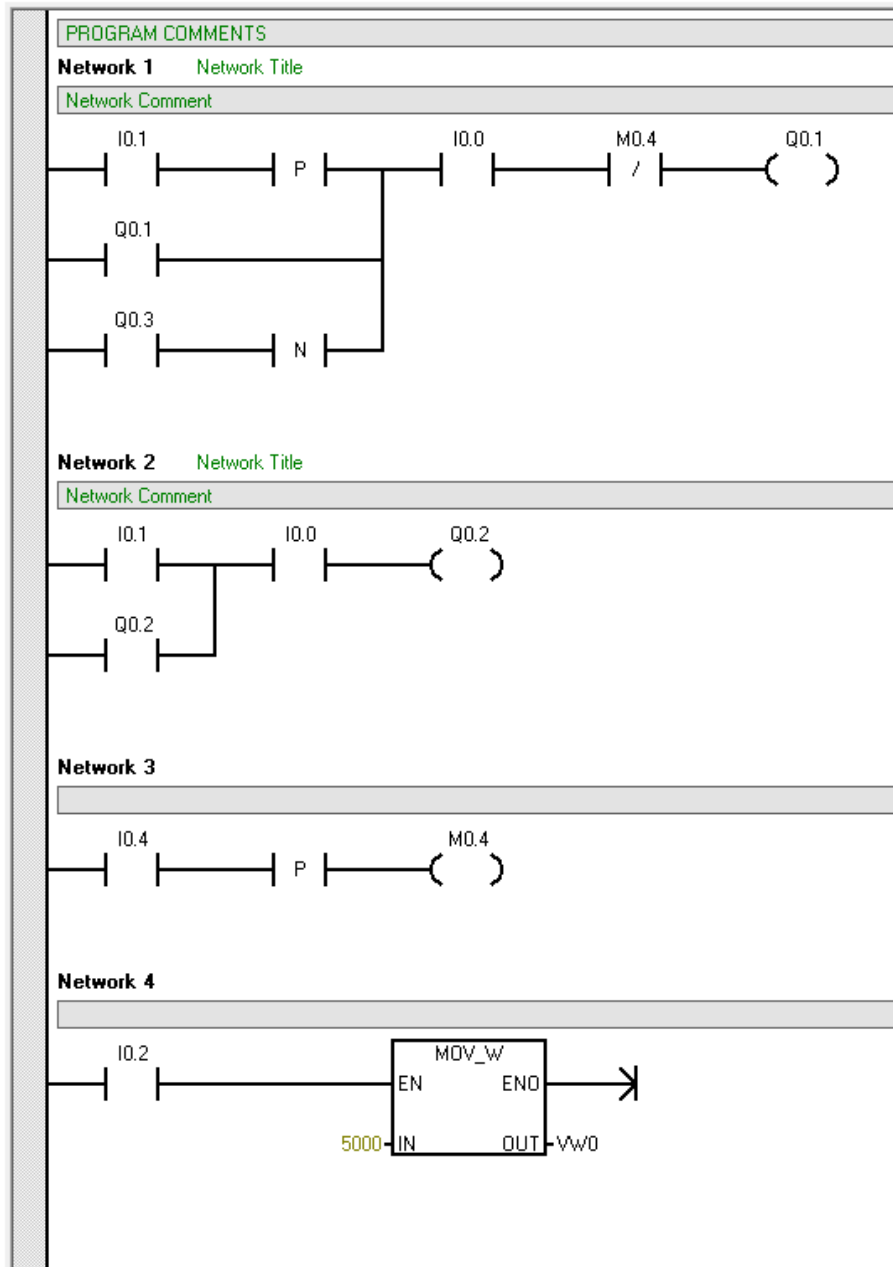 PROGRAM COMMENTS
Network 1 Network Title
Network Comment
I0.1 I0.0 M0.4 Q0.1
P /
Q0.1
Q0.3
N
Network 2 Network Title
Network Comment
I0.1 I0.0 Q0.2
Q0.2
Network 3
I0.4 M0.4
P
Network 4
I0.2 MOV_W
EN ENO
5000 IN OUT VW0